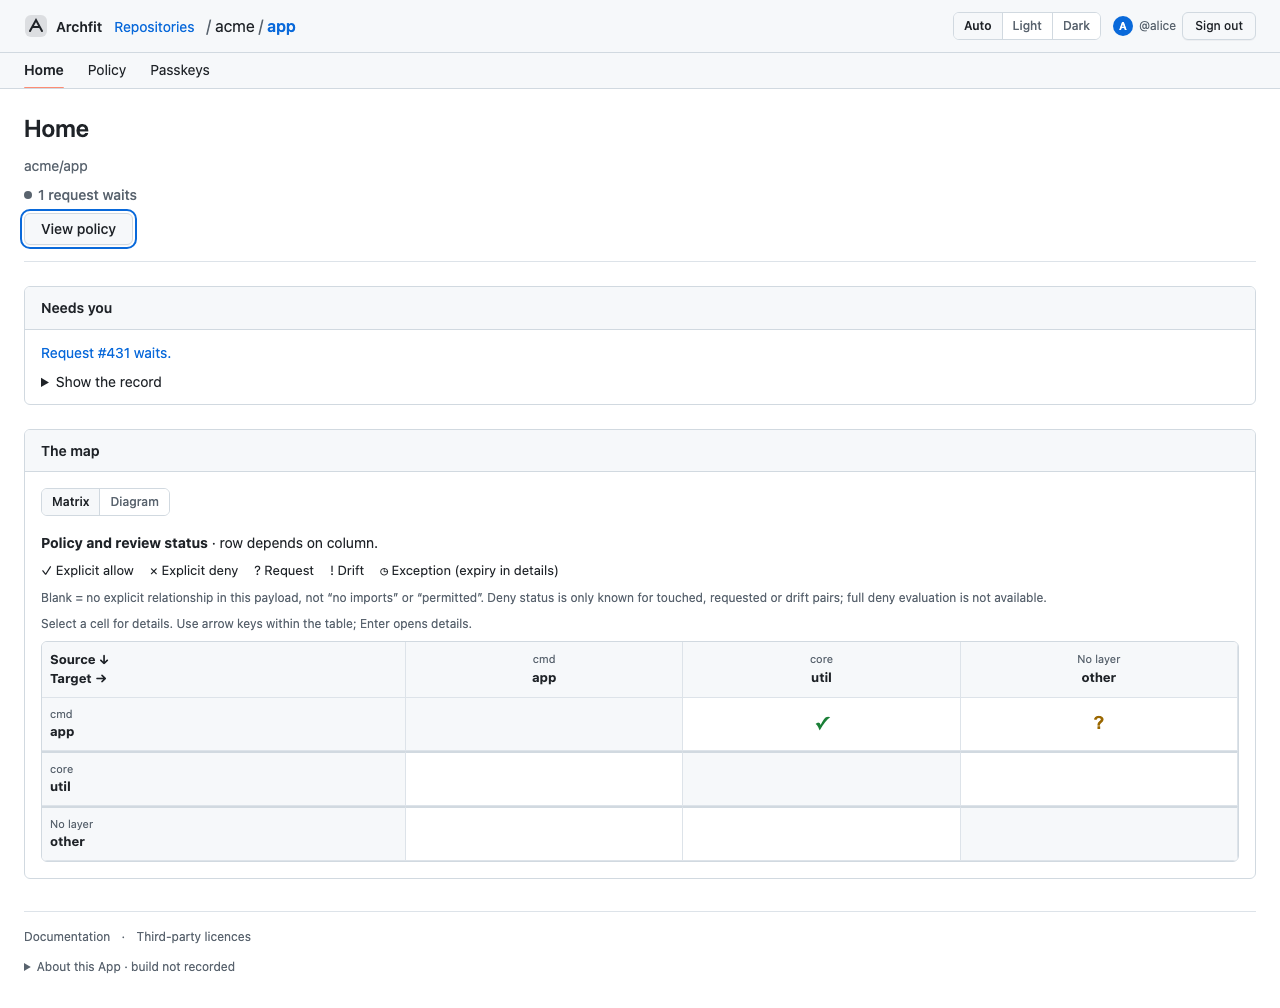 Archfit Repositories / acme / app Auto Light Dark A @alice Sign out
Home Policy Passkeys
Home
acme/app
1 request waits
View policy
Needs you
Request #431 waits.
Show the record
The map
Matrix Diagram
Policy and review status · row depends on column.
✓ Explicit allow × Explicit deny ? Request ! Drift ◷ Exception (expiry in details)
Blank = no explicit relationship in this payload, not “no imports” or “permitted”. Deny status is only known for touched, requested or drift pairs; full deny evaluation is not available.
Select a cell for details. Use arrow keys within the table; Enter opens details.
Source ↓
Target →
cmd
app
core
util
No layer
other
cmd
app
✓
?
core
util
No layer
other
Documentation · Third-party licences
About this App · build not recorded